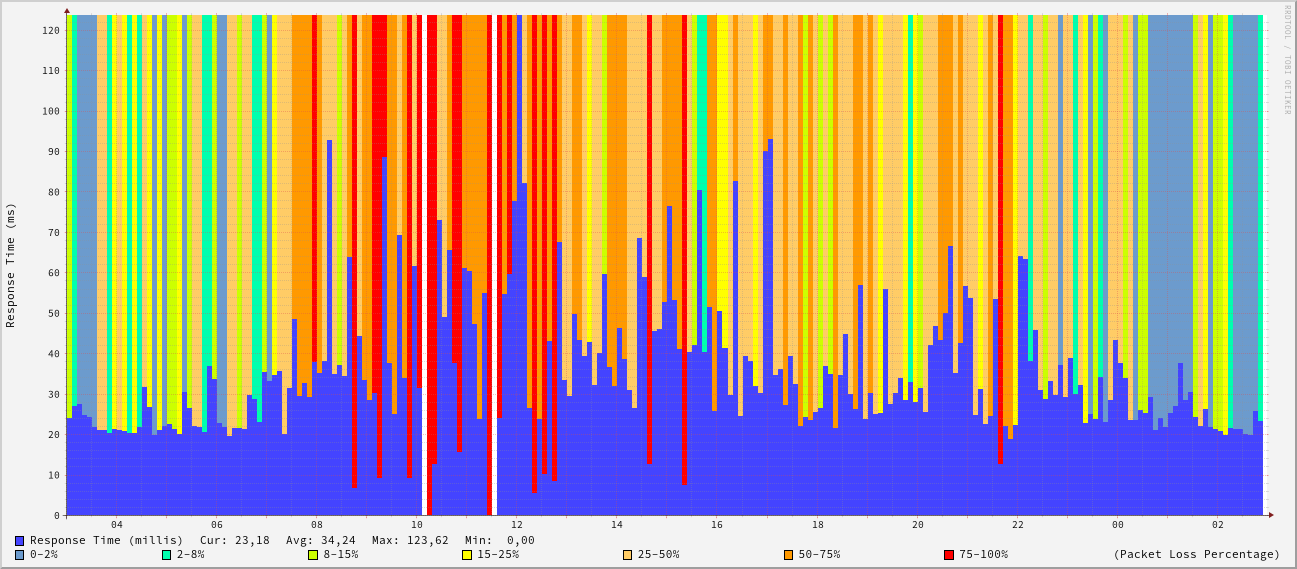 RRDTOOL / TOBI OETIKER
Response Time (ms)
120
110
100
90
80
70
60
50
40
30
20
10
0
04 06 08 10 12 14 16 18 20 22 00 02
Response Time (millis) Cur: 23,18 Avg: 34,24 Max: 123,62 Min: 0,00
0-2% 2-8% 8-15% 15-25% 25-50% 50-75% 75-100% (Packet Loss Percentage)